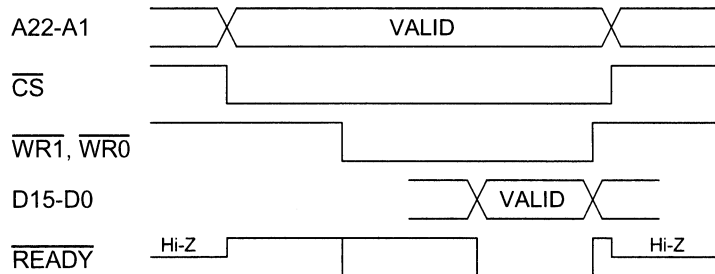 A22-A1 VALID
CS
WR1, WR0
D15-D0 VALID
READY Hi-Z Hi-Z